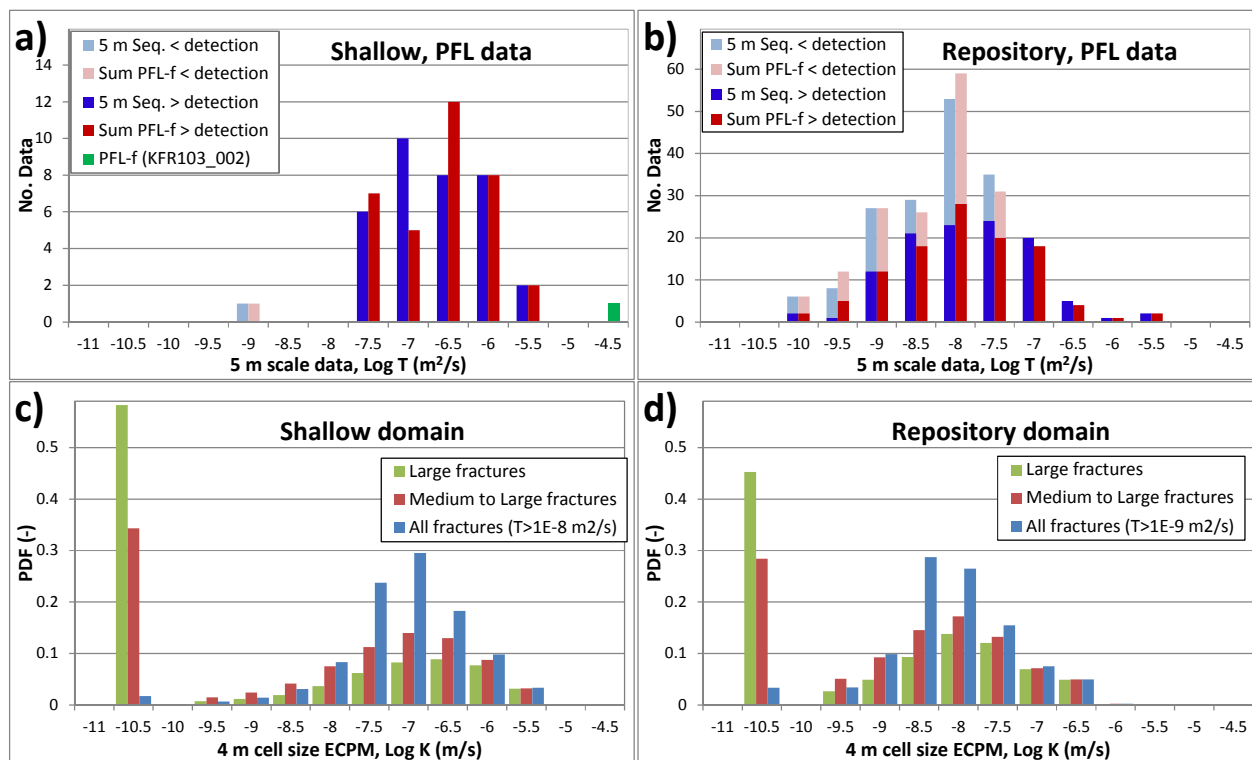 a)
Shallow, PFL data
5 m Seq. < detection
Sum PFL-f < detection
5 m Seq. > detection
Sum PFL-f > detection
PFL-f (KFR103_002)
No. Data
14
12
10
8
6
4
2
0
-11 -10.5 -10 -9.5 -9 -8.5 -8 -7.5 -7 -6.5 -6 -5.5 -5 -4.5
5 m scale data, Log T (m²/s)
b)
Repository, PFL data
5 m Seq. < detection
Sum PFL-f < detection
5 m Seq. > detection
Sum PFL-f > detection
No. Data
60
50
40
30
20
10
0
-11 -10.5 -10 -9.5 -9 -8.5 -8 -7.5 -7 -6.5 -6 -5.5 -5 -4.5
5 m scale data, Log T (m²/s)
c)
Shallow domain
Large fractures
Medium to Large fractures
All fractures (T>1E-8 m2/s)
PDF (-)
0.5
0.4
0.3
0.2
0.1
0
-11 -10.5 -10 -9.5 -9 -8.5 -8 -7.5 -7 -6.5 -6 -5.5 -5 -4.5
4 m cell size ECPM, Log K (m/s)
d)
Repository domain
Large fractures
Medium to Large fractures
All fractures (T>1E-9 m2/s)
PDF (-)
0.5
0.4
0.3
0.2
0.1
0
-11 -10.5 -10 -9.5 -9 -8.5 -8 -7.5 -7 -6.5 -6 -5.5 -5 -4.5
4 m cell size ECPM, Log K (m/s)